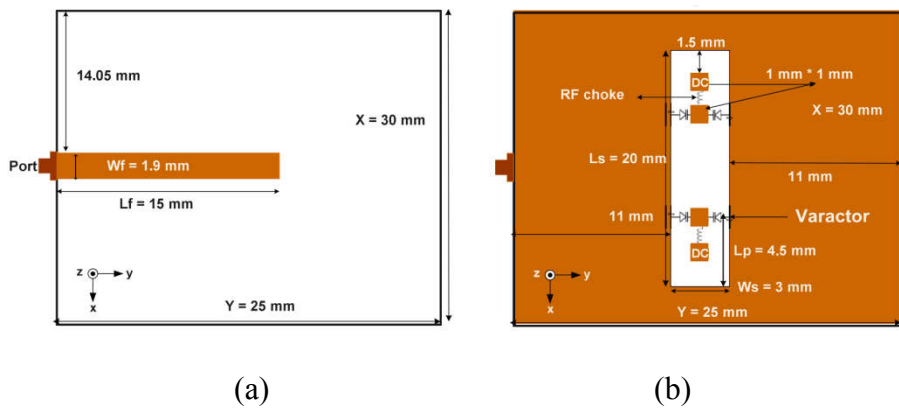 14.05 mm
X = 30 mm
Port
Wf = 1.9 mm
Lf = 15 mm
z
y
x
Y = 25 mm
(a)
1.5 mm
DC
1 mm * 1 mm
RF choke
X = 30 mm
Ls = 20 mm
11 mm
11 mm
Varactor
DC
Lp = 4.5 mm
z
y
x
Ws = 3 mm
Y = 25 mm
(b)